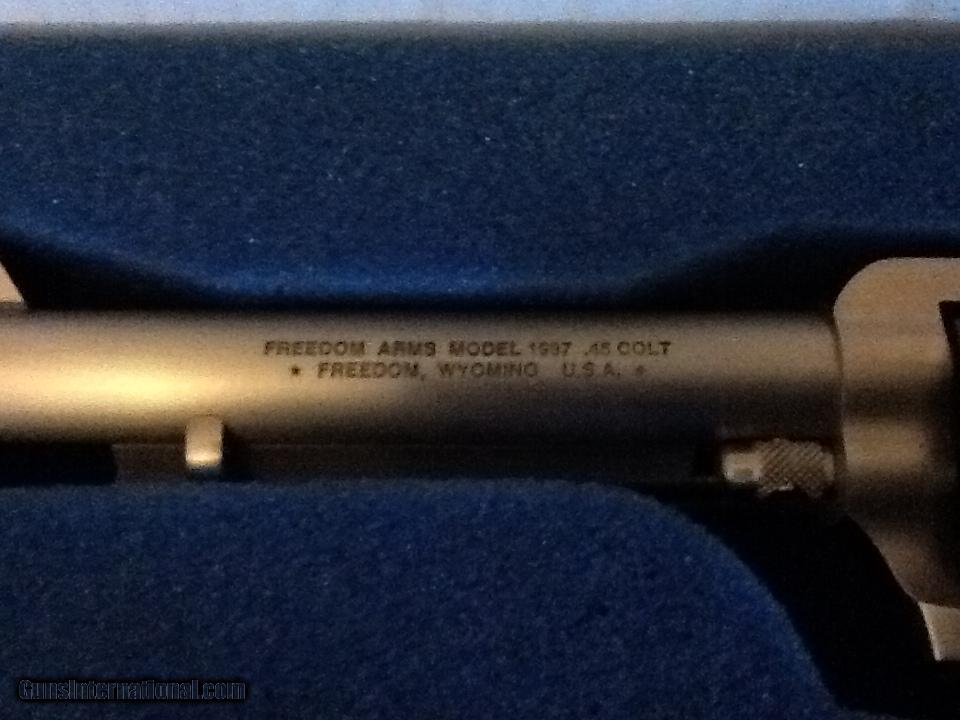 FREEDOM ARMS MODEL 1997 .45 COLT
★ FREEDOM, WYOMING U.S.A. ★
GunsInternational.com